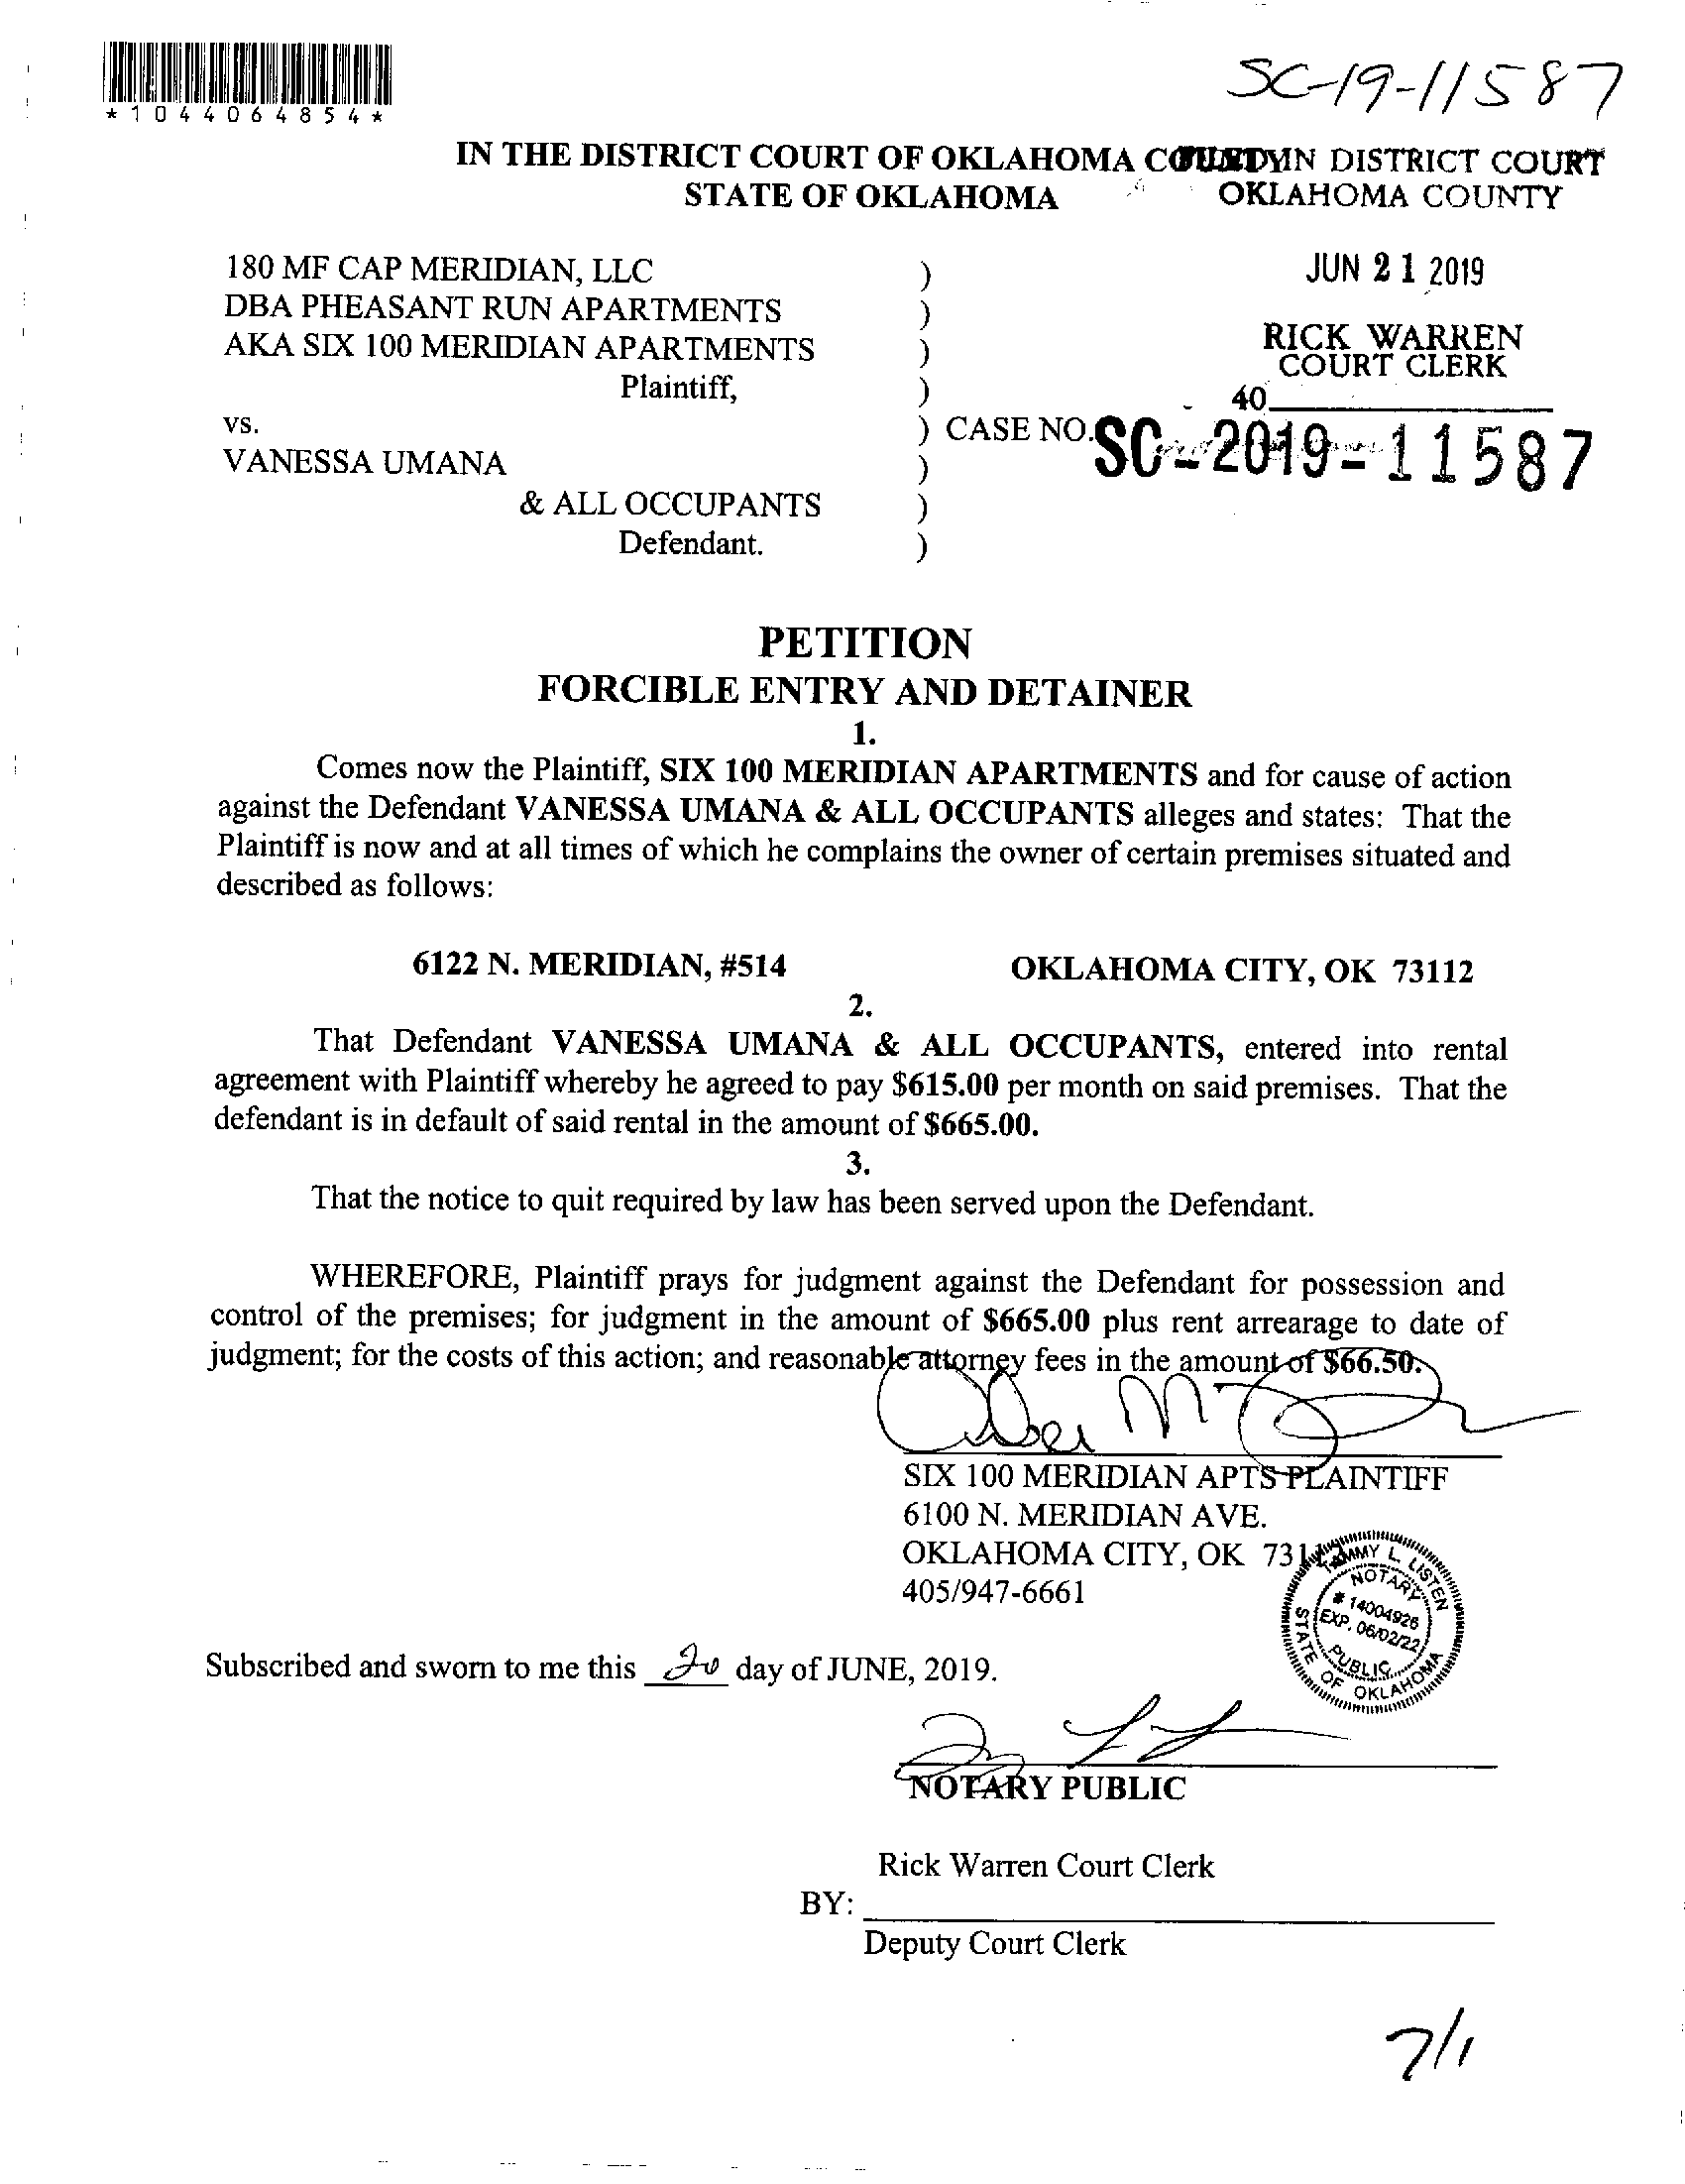 SC-19-11587
*1044064854*
IN THE DISTRICT COURT OF OKLAHOMA COUNTY
STATE OF OKLAHOMA
FILED IN DISTRICT COURT
OKLAHOMA COUNTY
JUN 21 2019
RICK WARREN
COURT CLERK
40
180 MF CAP MERIDIAN, LLC )
DBA PHEASANT RUN APARTMENTS )
AKA SIX 100 MERIDIAN APARTMENTS )
Plaintiff, )
vs. ) CASE NO. SC-2019-11587
VANESSA UMANA )
& ALL OCCUPANTS )
Defendant. )
PETITION
FORCIBLE ENTRY AND DETAINER
1.
Comes now the Plaintiff, SIX 100 MERIDIAN APARTMENTS and for cause of action
against the Defendant VANESSA UMANA & ALL OCCUPANTS alleges and states: That the
Plaintiff is now and at all times of which he complains the owner of certain premises situated and
described as follows:
6122 N. MERIDIAN, #514 OKLAHOMA CITY, OK 73112
2.
That Defendant VANESSA UMANA & ALL OCCUPANTS, entered into rental
agreement with Plaintiff whereby he agreed to pay $615.00 per month on said premises. That the
defendant is in default of said rental in the amount of $665.00.
3.
That the notice to quit required by law has been served upon the Defendant.
WHEREFORE, Plaintiff prays for judgment against the Defendant for possession and
control of the premises; for judgment in the amount of $665.00 plus rent arrearage to date of
judgment; for the costs of this action; and reasonable attorney fees in the amount of $66.50.
SIX 100 MERIDIAN APTS PLAINTIFF
6100 N. MERIDIAN AVE.
OKLAHOMA CITY, OK 73112
405/947-6661
TAMMY L. LISTEN
NOTARY
# 14004926
EXP. 06/02/22
PUBLIC
STATE OF OKLAHOMA
Subscribed and sworn to me this 20 day of JUNE, 2019.
NOTARY PUBLIC
Rick Warren Court Clerk
BY:
Deputy Court Clerk
7/1